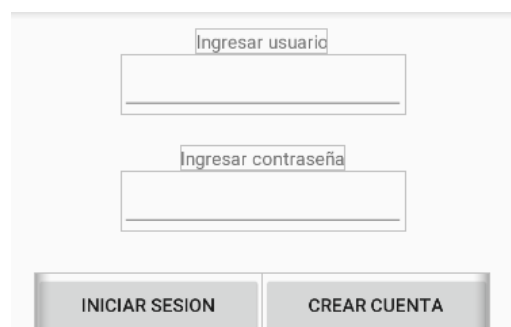 Ingresar usuario
Ingresar contraseña
INICIAR SESION CREAR CUENTA